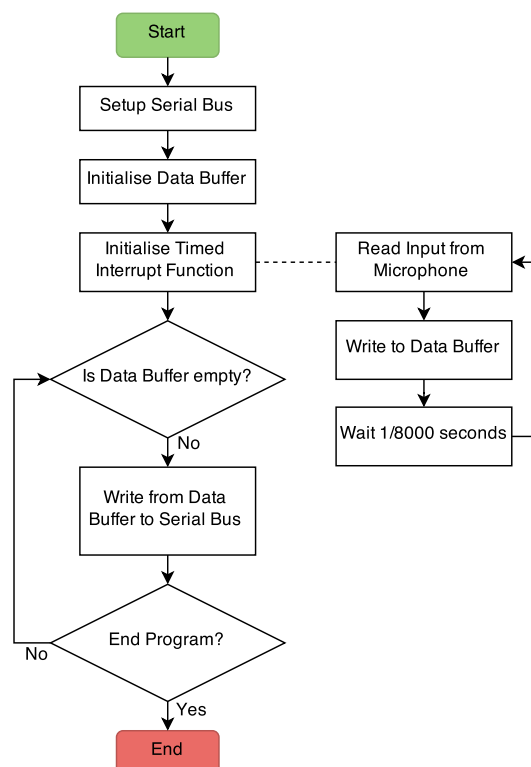 Start
Setup Serial Bus
Initialise Data Buffer
Initialise Timed
Interrupt Function
Read Input from
Microphone
Write to Data Buffer
Wait 1/8000 seconds
Is Data Buffer empty?
No
Write from Data
Buffer to Serial Bus
End Program?
No
Yes
End